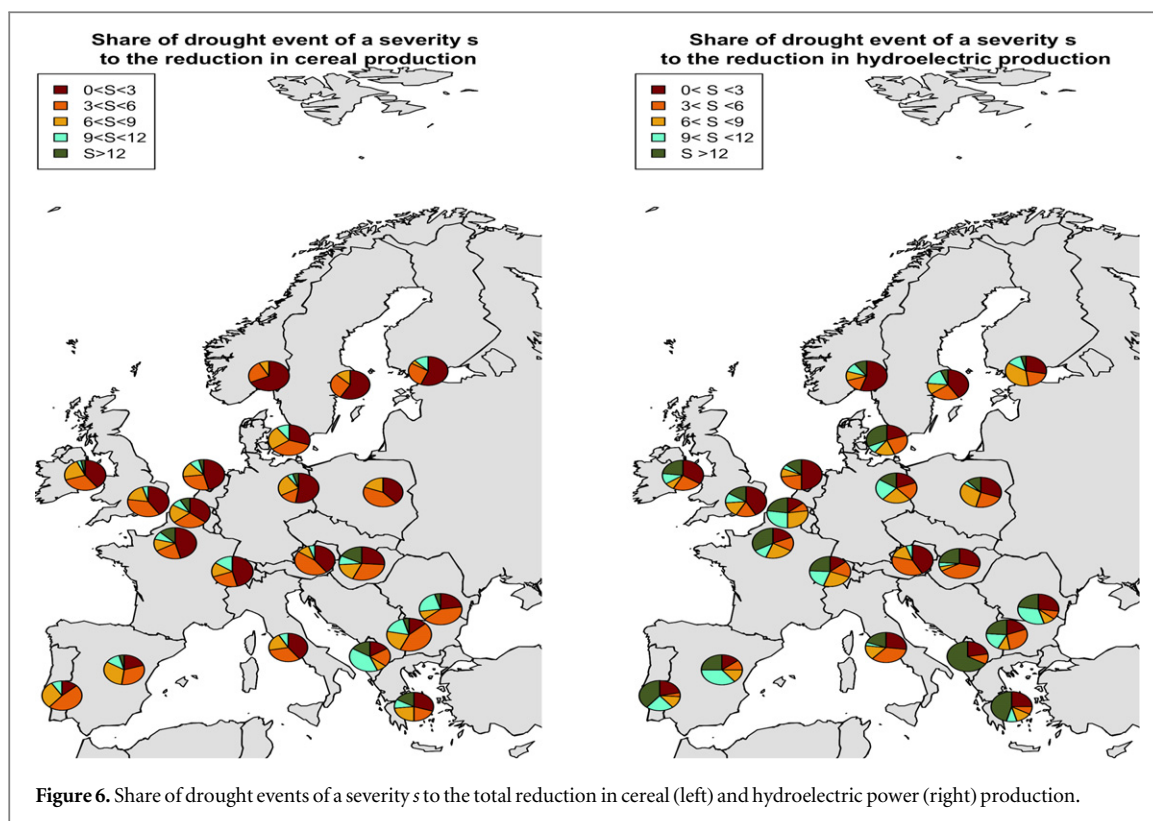 Share of drought event of a severity s
to the reduction in cereal production
0<S<3
3<S<6
6<S<9
9<S<12
S>12
Share of drought event of a severity s
to the reduction in hydroelectric production
0< S <3
3< S <6
6< S <9
9< S <12
S >12
Figure 6. Share of drought events of a severity s to the total reduction in cereal (left) and hydroelectric power (right) production.